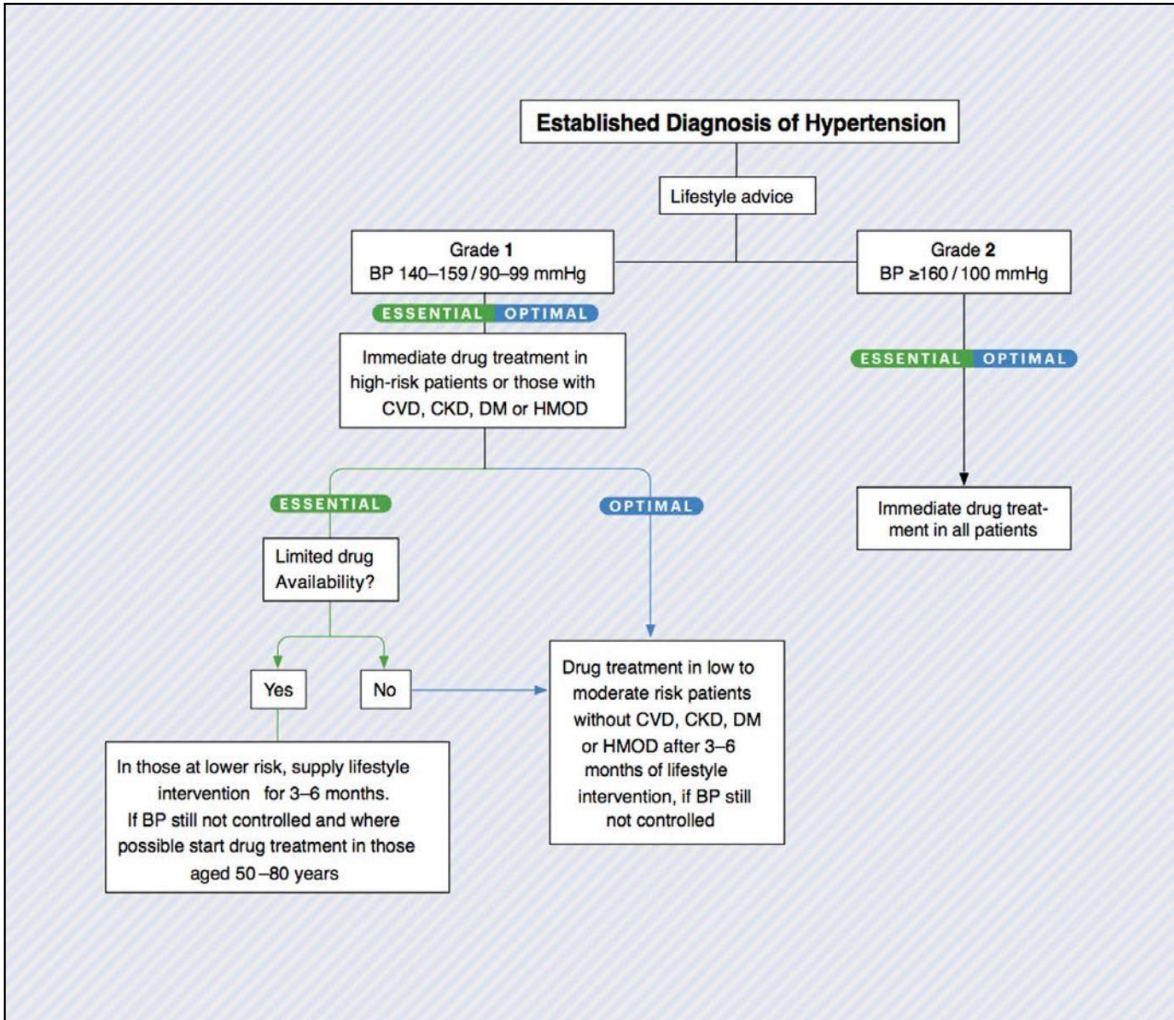 Established Diagnosis of Hypertension
Lifestyle advice
Grade 1
BP 140–159 / 90–99 mmHg
ESSENTIAL OPTIMAL
Immediate drug treatment in
high-risk patients or those with
CVD, CKD, DM or HMOD
Grade 2
BP ≥160 / 100 mmHg
ESSENTIAL OPTIMAL
Immediate drug treat-
ment in all patients
ESSENTIAL
OPTIMAL
Limited drug
Availability?
Yes
No
In those at lower risk, supply lifestyle
intervention for 3–6 months.
If BP still not controlled and where
possible start drug treatment in those
aged 50–80 years
Drug treatment in low to
moderate risk patients
without CVD, CKD, DM
or HMOD after 3–6
months of lifestyle
intervention, if BP still
not controlled